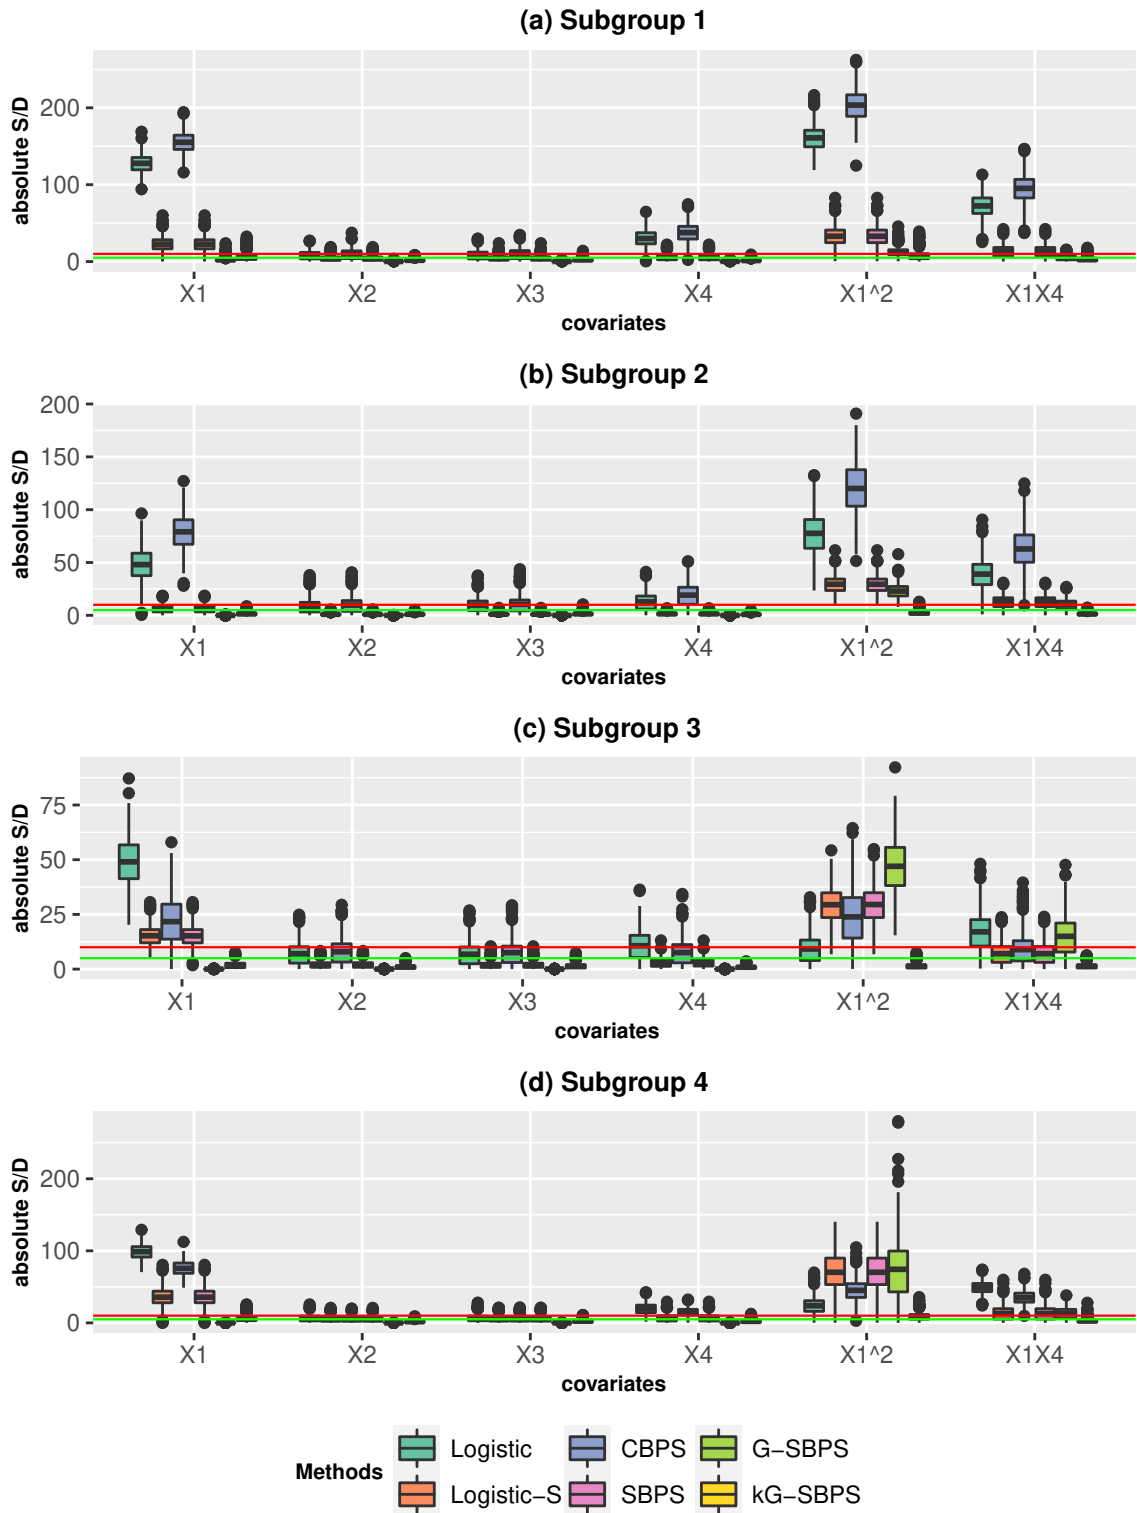 (a) Subgroup 1
absolute S/D
200
100
0
X1 X2 X3 X4 X1^2 X1X4
covariates
(b) Subgroup 2
absolute S/D
200
150
100
50
0
X1 X2 X3 X4 X1^2 X1X4
covariates
(c) Subgroup 3
absolute S/D
75
50
25
0
X1 X2 X3 X4 X1^2 X1X4
covariates
(d) Subgroup 4
absolute S/D
200
100
0
X1 X2 X3 X4 X1^2 X1X4
covariates
Methods
Logistic CBPS G−SBPS
Logistic−S SBPS kG−SBPS